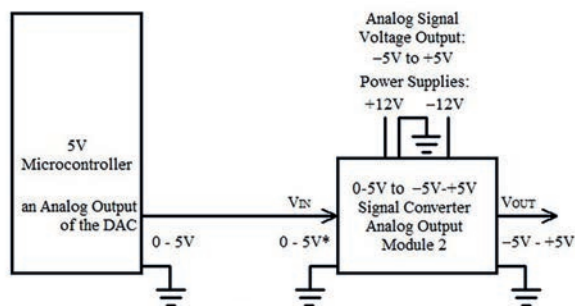 Analog Signal
Voltage Output:
–5V to +5V
Power Supplies:
+12V –12V
5V
Microcontroller
an Analog Output
of the DAC
0 - 5V
VIN
0 - 5V*
0-5V to –5V-+5V
Signal Converter
Analog Output
Module 2
VOUT
–5V - +5V